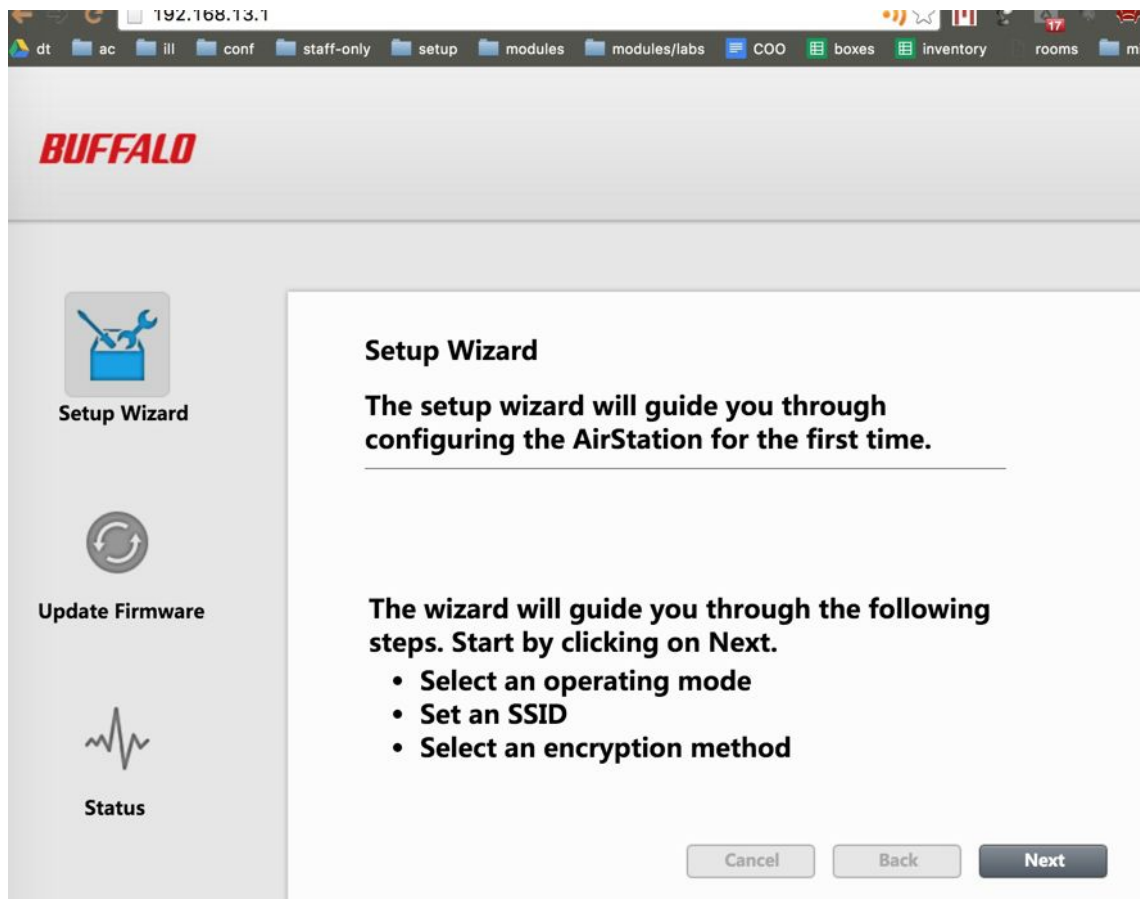 192.168.13.1
17
dt ac ill conf staff-only setup modules modules/labs COO boxes inventory rooms m
BUFFALO
Setup Wizard
Setup Wizard
The setup wizard will guide you through
configuring the AirStation for the first time.
Update Firmware
The wizard will guide you through the following
steps. Start by clicking on Next.
• Select an operating mode
• Set an SSID
• Select an encryption method
Status
Cancel Back Next